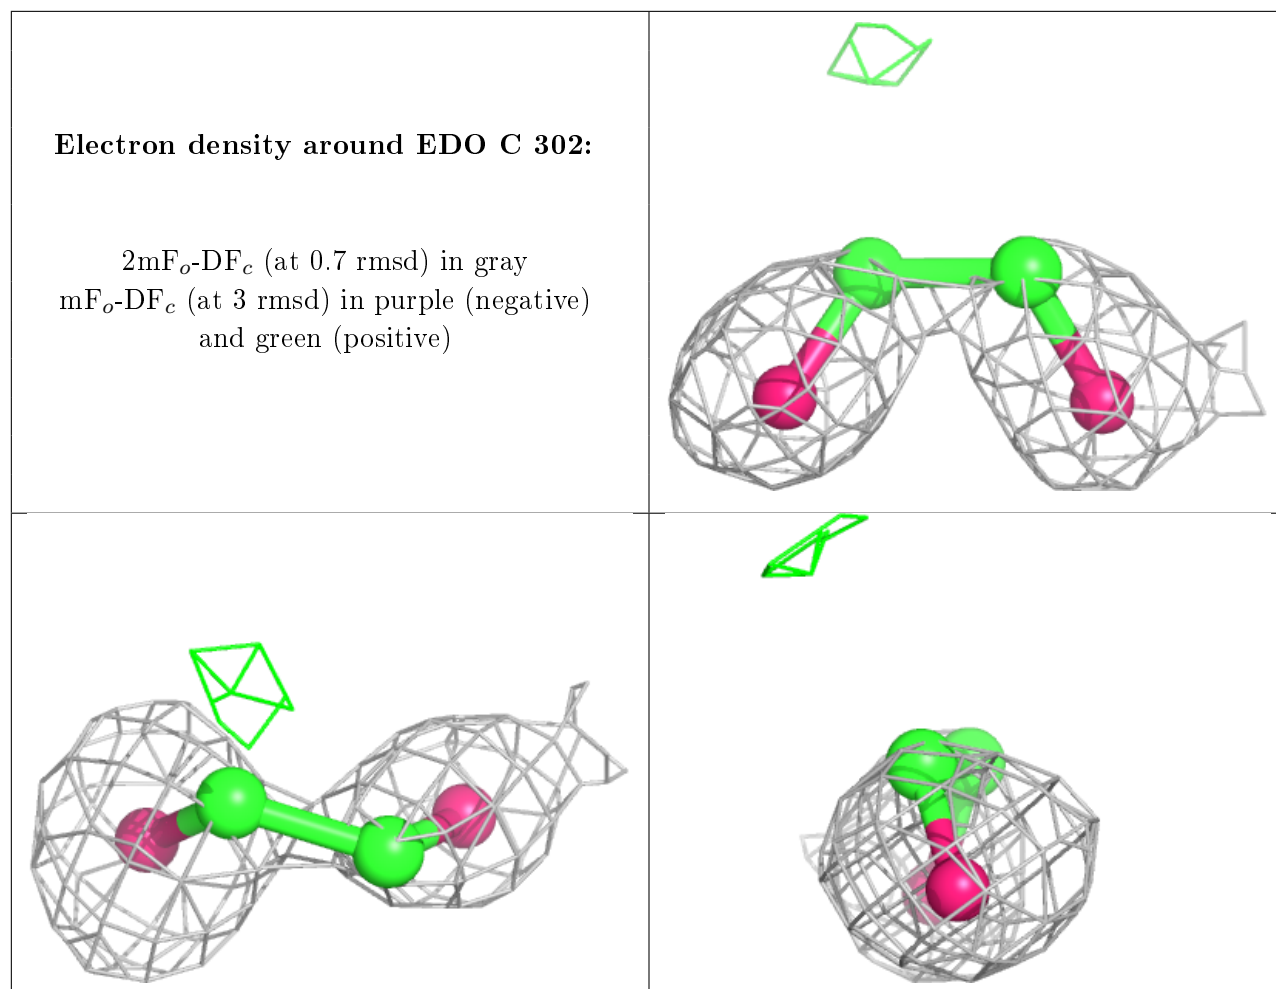 Electron density around EDO C 302:
2mFo-DFc (at 0.7 rmsd) in gray
mFo-DFc (at 3 rmsd) in purple (negative)
and green (positive)